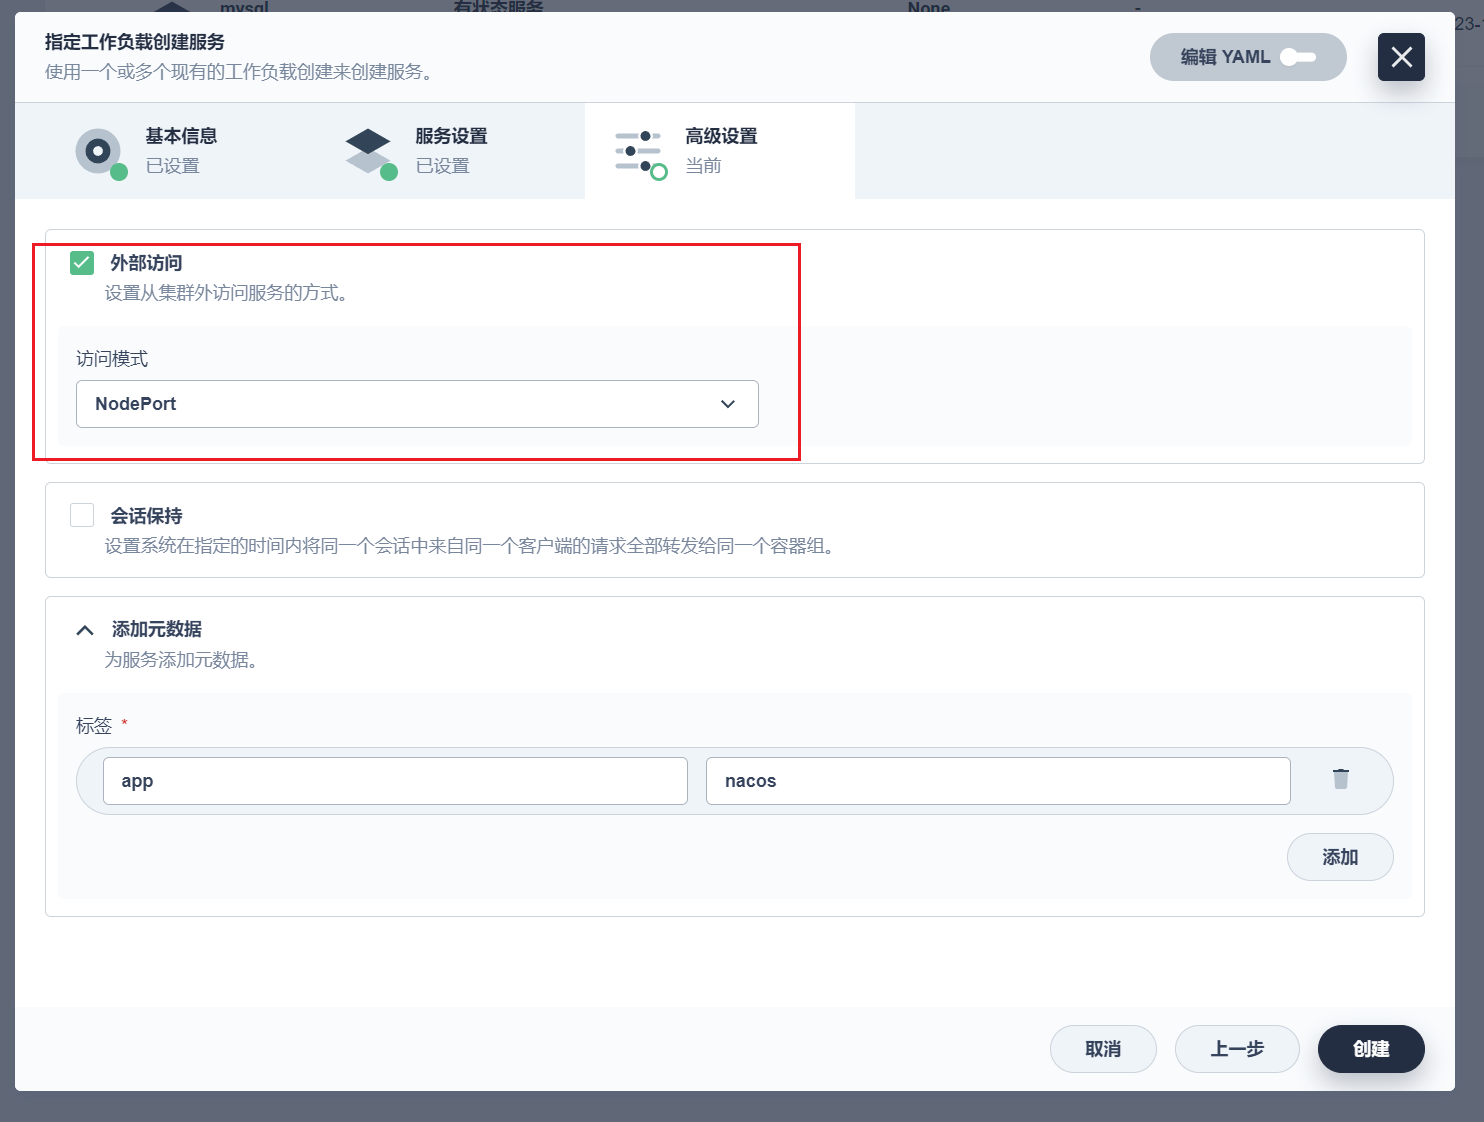 mysql
有状态服务
None
-
23-
指定工作负载创建服务
使用一个或多个现有的工作负载创建来创建服务。
编辑 YAML
基本信息
已设置
服务设置
已设置
高级设置
当前
外部访问
设置从集群外访问服务的方式。
访问模式
NodePort
会话保持
设置系统在指定的时间内将同一个会话中来自同一个客户端的请求全部转发给同一个容器组。
添加元数据
为服务添加元数据。
标签 *
app
nacos
添加
取消
上一步
创建